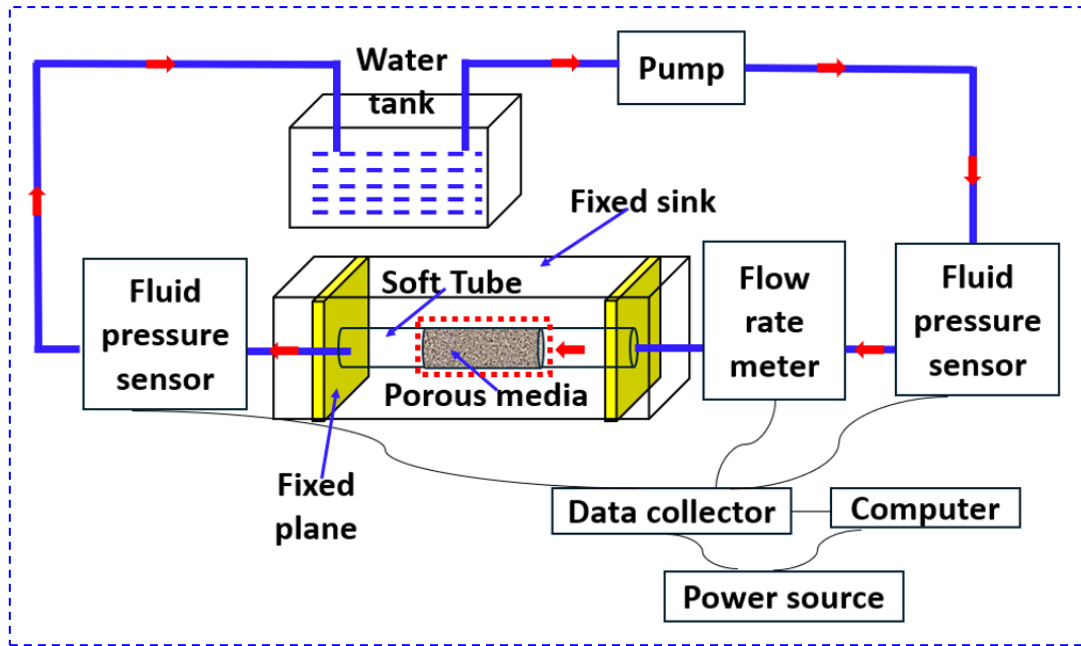 Water
tank
Pump
Fixed sink
Fluid
pressure
sensor
Soft Tube
Porous media
Flow
rate
meter
Fluid
pressure
sensor
Fixed
plane
Data collector
Computer
Power source